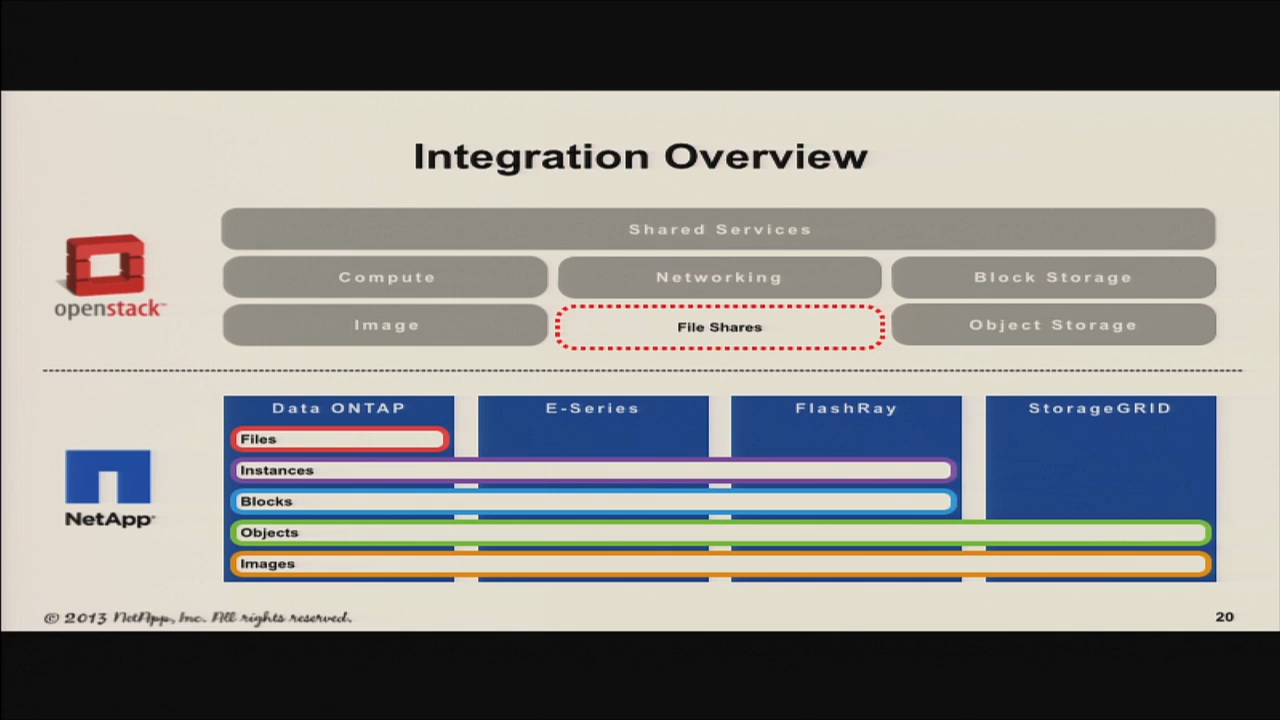 Integration Overview
Shared Services
Compute
Networking
Block Storage
openstack™
Image
File Shares
Object Storage
Data ONTAP
E-Series
FlashRay
StorageGRID
Files
Instances
Blocks
NetApp
Objects
Images
© 2013 NetApp, Inc. All rights reserved.
20